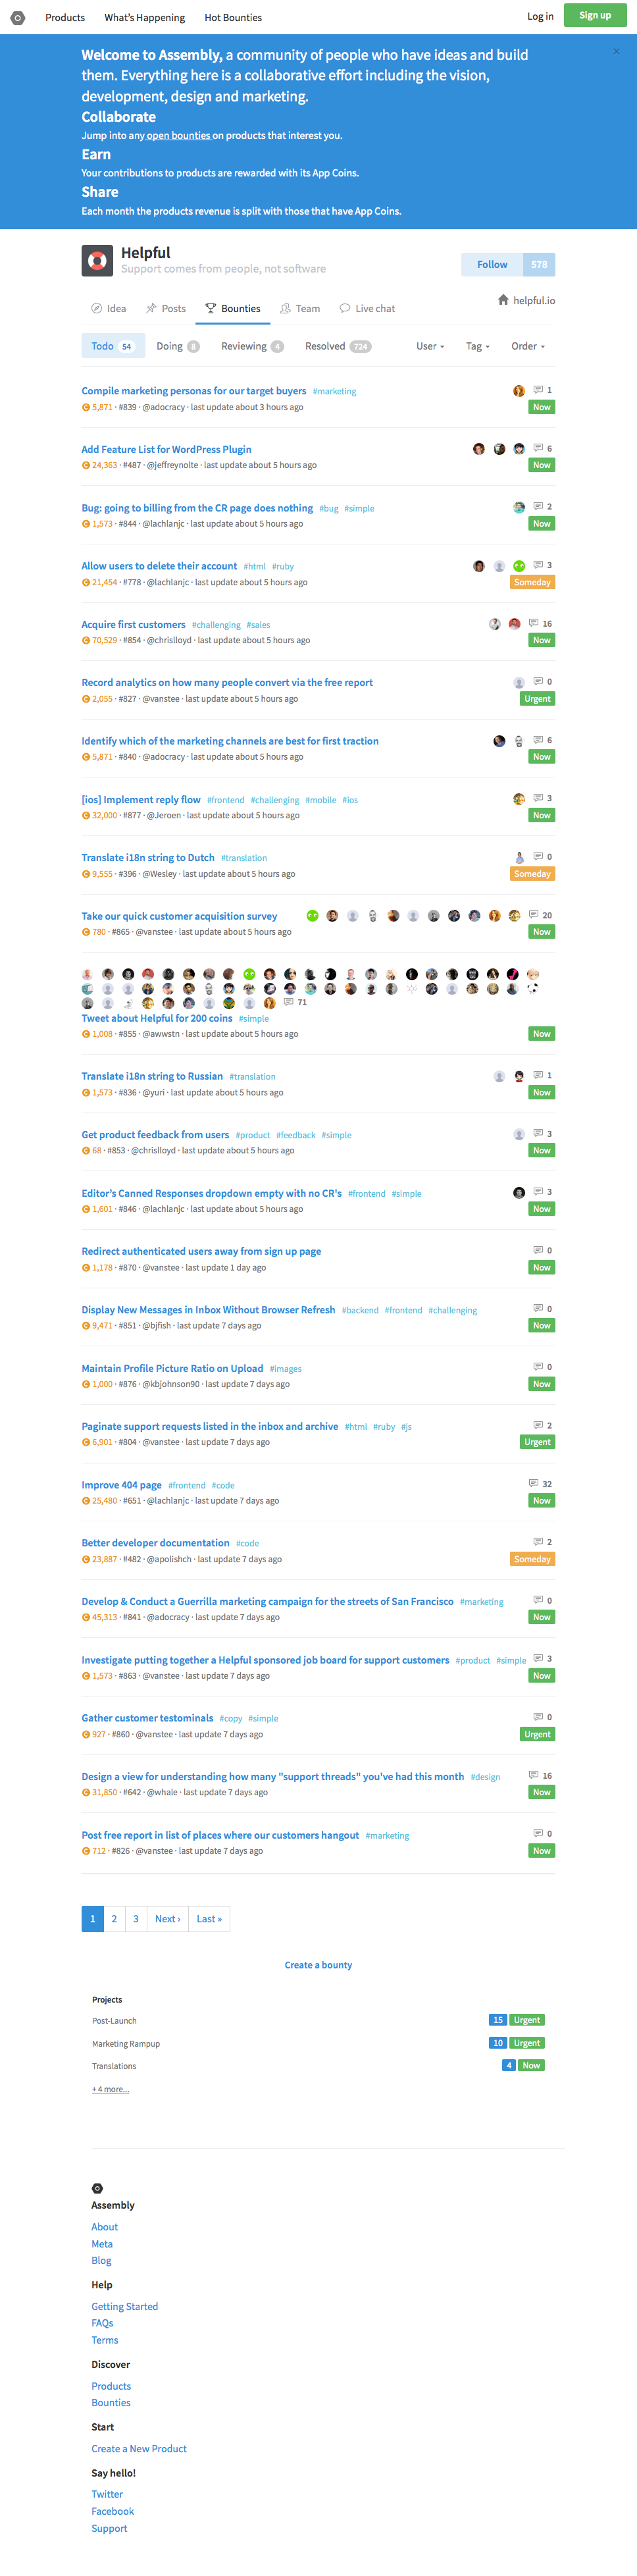 Products What's Happening Hot Bounties Log in Sign up
×
Welcome to Assembly, a community of people who have ideas and build
them. Everything here is a collaborative effort including the vision,
development, design and marketing.
Collaborate
Jump into any open bounties on products that interest you.
Earn
Your contributions to products are rewarded with its App Coins.
Share
Each month the products revenue is split with those that have App Coins.
Helpful
Support comes from people, not software
Follow 578
Idea Posts Bounties Team Live chat helpful.io
Todo 54 Doing 8 Reviewing 4 Resolved 724 User Tag Order
Compile marketing personas for our target buyers #marketing 1
5,871 · #839 · @adocracy · last update about 3 hours ago Now
Add Feature List for WordPress Plugin 6
24,363 · #487 · @jeffreynolte · last update about 5 hours ago Now
Bug: going to billing from the CR page does nothing #bug #simple 2
1,573 · #844 · @lachlanjc · last update about 5 hours ago Now
Allow users to delete their account #html #ruby 3
21,454 · #778 · @lachlanjc · last update about 5 hours ago Someday
Acquire first customers #challenging #sales 16
70,529 · #854 · @chrislloyd · last update about 5 hours ago Now
Record analytics on how many people convert via the free report 0
2,055 · #827 · @vanstee · last update about 5 hours ago Urgent
Identify which of the marketing channels are best for first traction 6
5,871 · #840 · @adocracy · last update about 5 hours ago Now
[ios] Implement reply flow #frontend #challenging #mobile #ios 3
32,000 · #877 · @Jeroen · last update about 5 hours ago Now
Translate i18n string to Dutch #translation 0
9,555 · #396 · @Wesley · last update about 5 hours ago Someday
Take our quick customer acquisition survey 20
780 · #865 · @vanstee · last update about 5 hours ago Now
71
Tweet about Helpful for 200 coins #simple
1,008 · #855 · @awwstn · last update about 5 hours ago Now
Translate i18n string to Russian #translation 1
1,573 · #836 · @yuri · last update about 5 hours ago Now
Get product feedback from users #product #feedback #simple 3
68 · #853 · @chrislloyd · last update about 5 hours ago Now
Editor's Canned Responses dropdown empty with no CR's #frontend #simple 3
1,601 · #846 · @lachlanjc · last update about 5 hours ago Now
Redirect authenticated users away from sign up page 0
1,178 · #870 · @vanstee · last update 1 day ago Now
Display New Messages in Inbox Without Browser Refresh #backend #frontend #challenging 0
9,471 · #851 · @bjfish · last update 7 days ago Now
Maintain Profile Picture Ratio on Upload #images 0
1,000 · #876 · @kbjohnson90 · last update 7 days ago Now
Paginate support requests listed in the inbox and archive #html #ruby #js 2
6,901 · #804 · @vanstee · last update 7 days ago Urgent
Improve 404 page #frontend #code 32
25,480 · #651 · @lachlanjc · last update 7 days ago Now
Better developer documentation #code 2
23,887 · #482 · @apolishch · last update 7 days ago Someday
Develop & Conduct a Guerrilla marketing campaign for the streets of San Francisco #marketing 0
45,313 · #841 · @adocracy · last update 7 days ago Now
Investigate putting together a Helpful sponsored job board for support customers #product #simple 3
1,573 · #863 · @vanstee · last update 7 days ago Now
Gather customer testominals #copy #simple 0
927 · #860 · @vanstee · last update 7 days ago Urgent
Design a view for understanding how many "support threads" you've had this month #design 16
31,850 · #642 · @whale · last update 7 days ago Now
Post free report in list of places where our customers hangout #marketing 0
712 · #826 · @vanstee · last update 7 days ago Now
1 2 3 Next › Last »
Create a bounty
Projects
Post-Launch 15 Urgent
Marketing Rampup 10 Urgent
Translations 4 Now
+ 4 more...
Assembly
About
Meta
Blog
Help
Getting Started
FAQs
Terms
Discover
Products
Bounties
Start
Create a New Product
Say hello!
Twitter
Facebook
Support